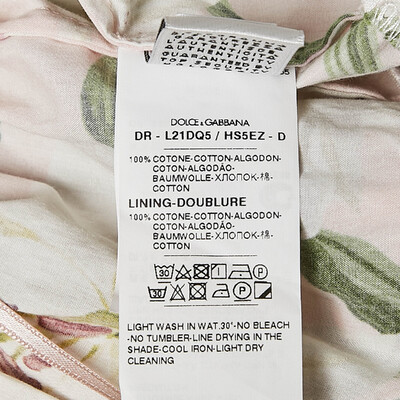 AUTHENTICITY
GUARANTEED
DOLCE & GABBANA
DR - L21DQ5 / HS5EZ - D
100% COTONE-COTTON-ALGODON-
COTON-ALGODÃO-
BAUMWOLLE-ХЛОПОК-棉-
COTTON
LINING-DOUBLURE
100% COTONE-COTTON-ALGODON-
COTON-ALGODÃO-
BAUMWOLLE-ХЛОПОК-棉-
COTTON
LIGHT WASH IN WAT.30°-NO BLEACH
-NO TUMBLER-LINE DRYING IN THE
SHADE-COOL IRON-LIGHT DRY
CLEANING